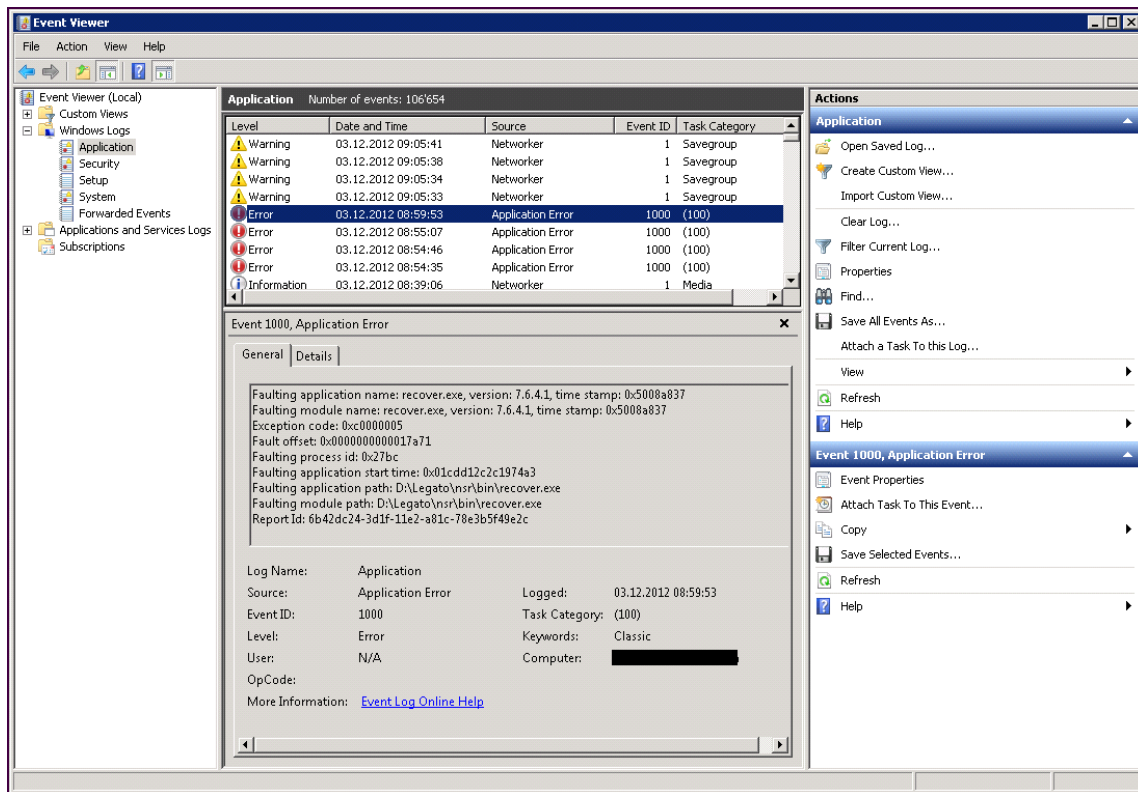 Event Viewer
File Action View Help
Event Viewer (Local)
Custom Views
Windows Logs
Application
Security
Setup
System
Forwarded Events
Applications and Services Logs
Subscriptions
Application Number of events: 106'654
Level Date and Time Source Event ID Task Category
Warning 03.12.2012 09:05:41 Networker 1 Savegroup
Warning 03.12.2012 09:05:38 Networker 1 Savegroup
Warning 03.12.2012 09:05:34 Networker 1 Savegroup
Warning 03.12.2012 09:05:33 Networker 1 Savegroup
Error 03.12.2012 08:59:53 Application Error 1000 (100)
Error 03.12.2012 08:55:07 Application Error 1000 (100)
Error 03.12.2012 08:54:46 Application Error 1000 (100)
Error 03.12.2012 08:54:35 Application Error 1000 (100)
Information 03.12.2012 08:39:06 Networker 1 Media
Event 1000, Application Error
General Details
Faulting application name: recover.exe, version: 7.6.4.1, time stamp: 0x5008a837
Faulting module name: recover.exe, version: 7.6.4.1, time stamp: 0x5008a837
Exception code: 0xc0000005
Fault offset: 0x0000000000017a71
Faulting process id: 0x27bc
Faulting application start time: 0x01cdd12c2c1974a3
Faulting application path: D:\Legato\nsr\bin\recover.exe
Faulting module path: D:\Legato\nsr\bin\recover.exe
Report Id: 6b42dc24-3d1f-11e2-a81c-78e3b5f49e2c
Log Name: Application
Source: Application Error Logged: 03.12.2012 08:59:53
Event ID: 1000 Task Category: (100)
Level: Error Keywords: Classic
User: N/A Computer:
OpCode:
More Information: Event Log Online Help
Actions
Application
Open Saved Log...
Create Custom View...
Import Custom View...
Clear Log...
Filter Current Log...
Properties
Find...
Save All Events As...
Attach a Task To this Log...
View
Refresh
Help
Event 1000, Application Error
Event Properties
Attach Task To This Event...
Copy
Save Selected Events...
Refresh
Help